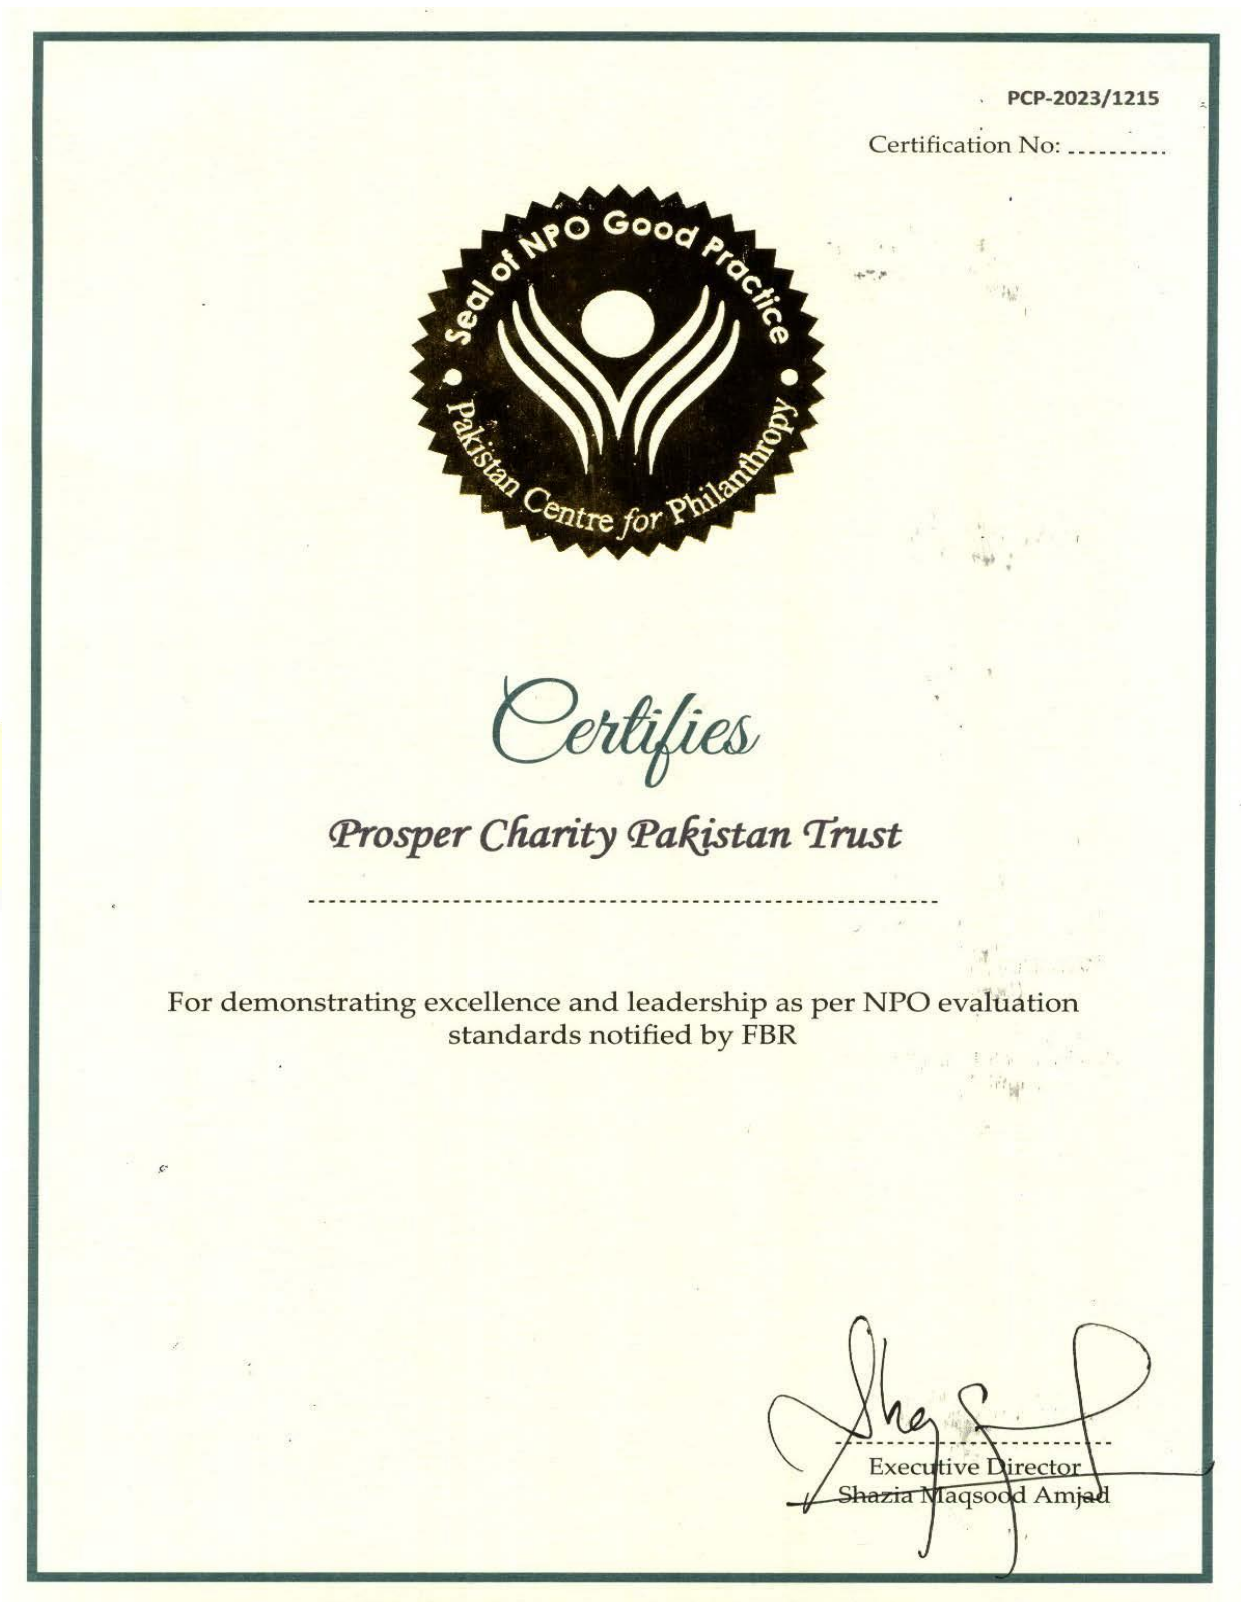 PCP-2023/1215
Certification No: ..........
Seal of NPO Good Practice
Pakistan Centre for Philanthropy
Certifies
Prosper Charity Pakistan Trust
For demonstrating excellence and leadership as per NPO evaluation
standards notified by FBR
Executive Director
Shazia Maqsood Amjad